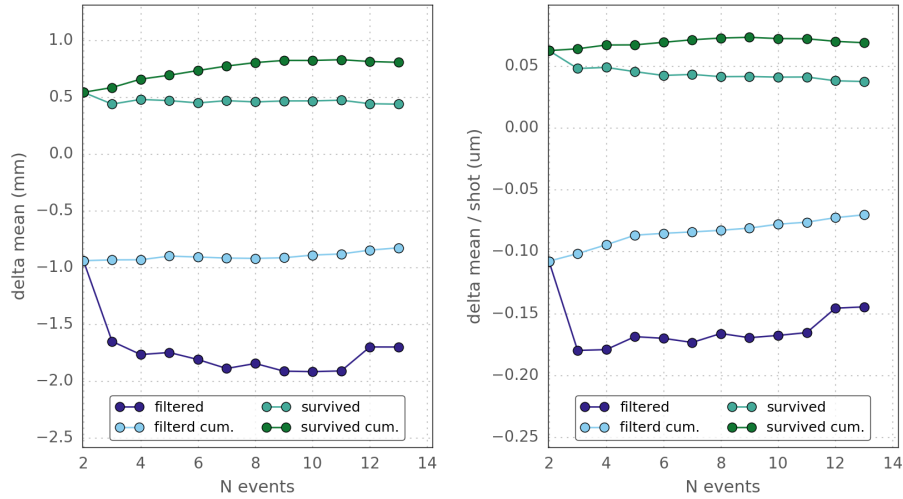 delta mean (mm)
1.0
0.5
0.0
−0.5
−1.0
−1.5
−2.0
−2.5
filtered
survived
filterd cum.
survived cum.
2 4 6 8 10 12 14
N events
delta mean / shot (um)
0.05
0.00
−0.05
−0.10
−0.15
−0.20
−0.25
filtered
survived
filterd cum.
survived cum.
2 4 6 8 10 12 14
N events